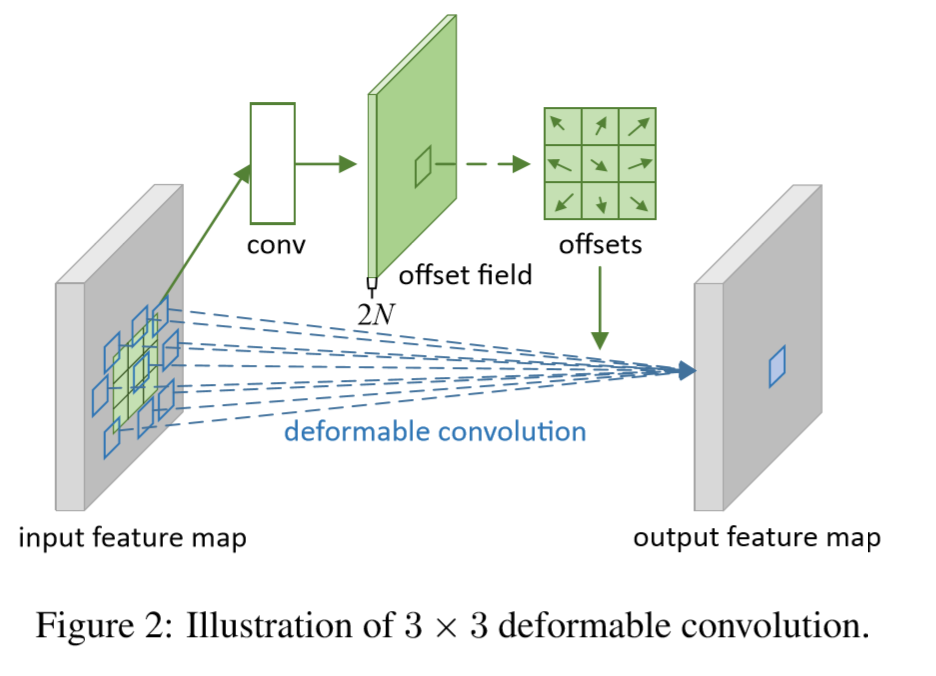 conv
offsets
offset field
2N
deformable convolution
input feature map
output feature map
Figure 2: Illustration of 3 × 3 deformable convolution.